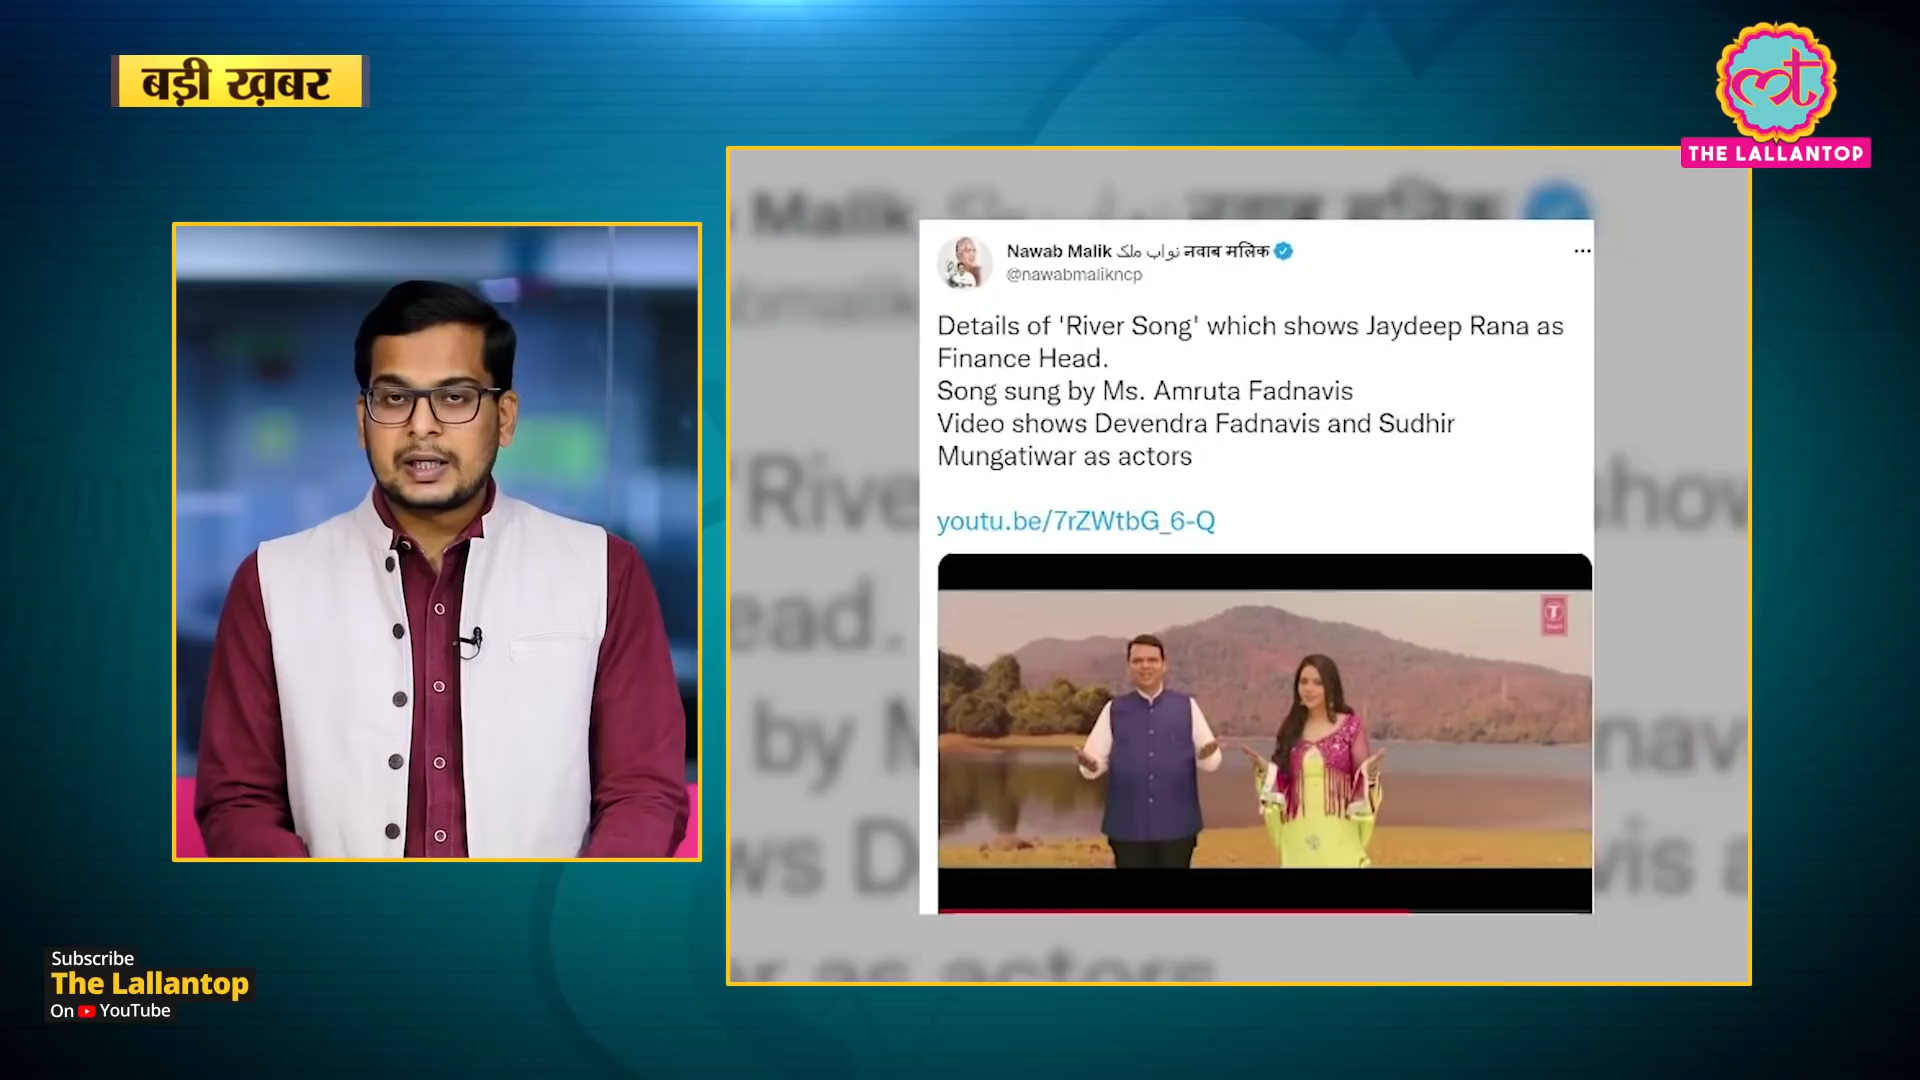 बड़ी ख़बर
THE LALLANTOP
Nawab Malik نواب ملک नवाब मलिक
@nawabmalikncp
Details of 'River Song' which shows Jaydeep Rana as
Finance Head.
Song sung by Ms. Amruta Fadnavis
Video shows Devendra Fadnavis and Sudhir
Mungatiwar as actors
youtu.be/7rZWtbG_6-Q
Subscribe
The Lallantop
On YouTube